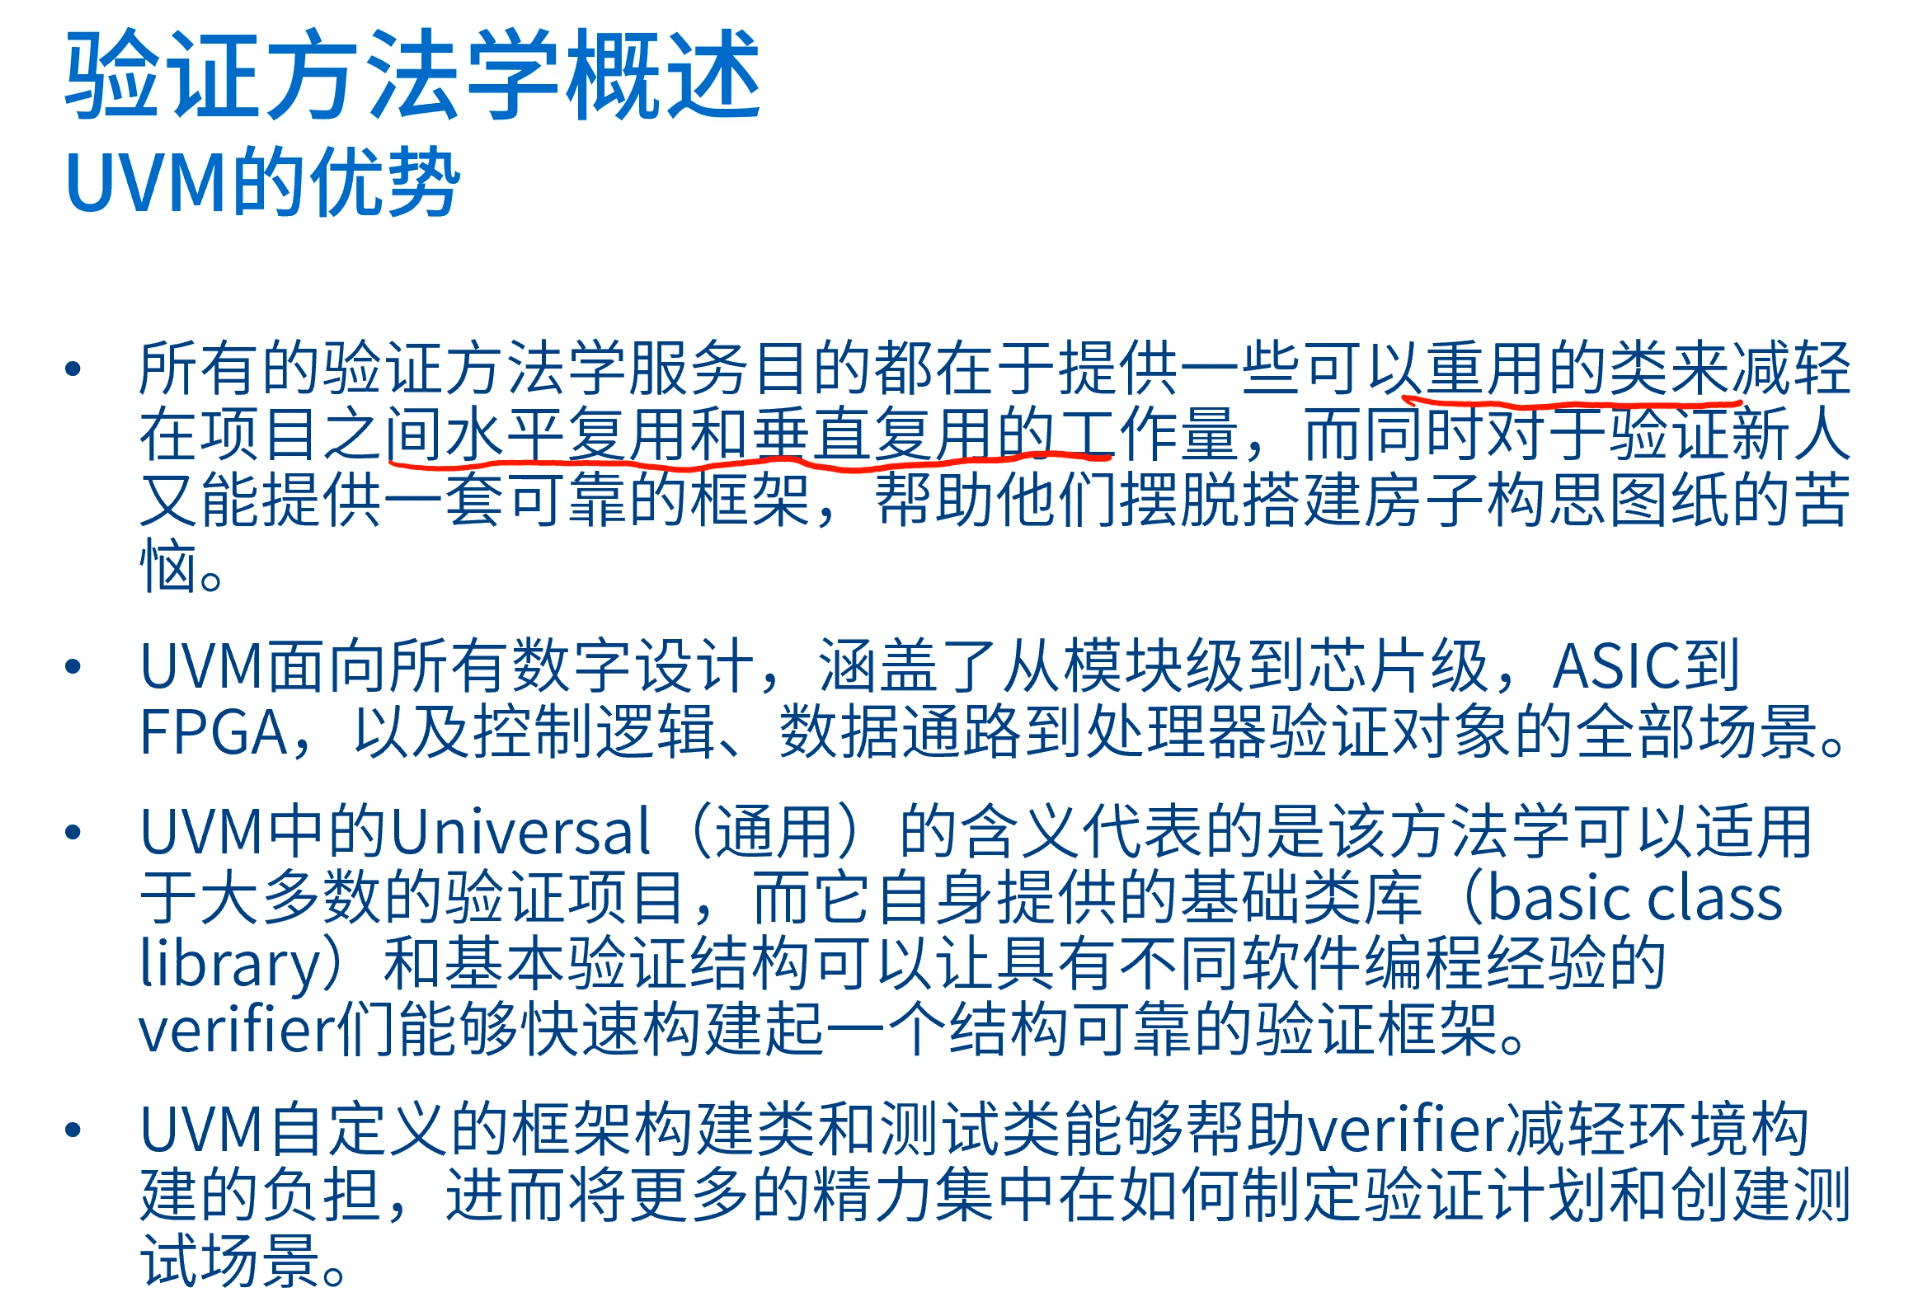 验证方法学概述
UVM的优势
• 所有的验证方法学服务目的都在于提供一些可以重用的类来减轻
在项目之间水平复用和垂直复用的工作量，而同时对于验证新人
又能提供一套可靠的框架，帮助他们摆脱搭建房子构思图纸的苦
恼。
• UVM面向所有数字设计，涵盖了从模块级到芯片级，ASIC到
FPGA，以及控制逻辑、数据通路到处理器验证对象的全部场景。
• UVM中的Universal（通用）的含义代表的是该方法学可以适用
于大多数的验证项目，而它自身提供的基础类库（basic class
library）和基本验证结构可以让具有不同软件编程经验的
verifier们能够快速构建起一个结构可靠的验证框架。
• UVM自定义的框架构建类和测试类能够帮助verifier减轻环境构
建的负担，进而将更多的精力集中在如何制定验证计划和创建测
试场景。